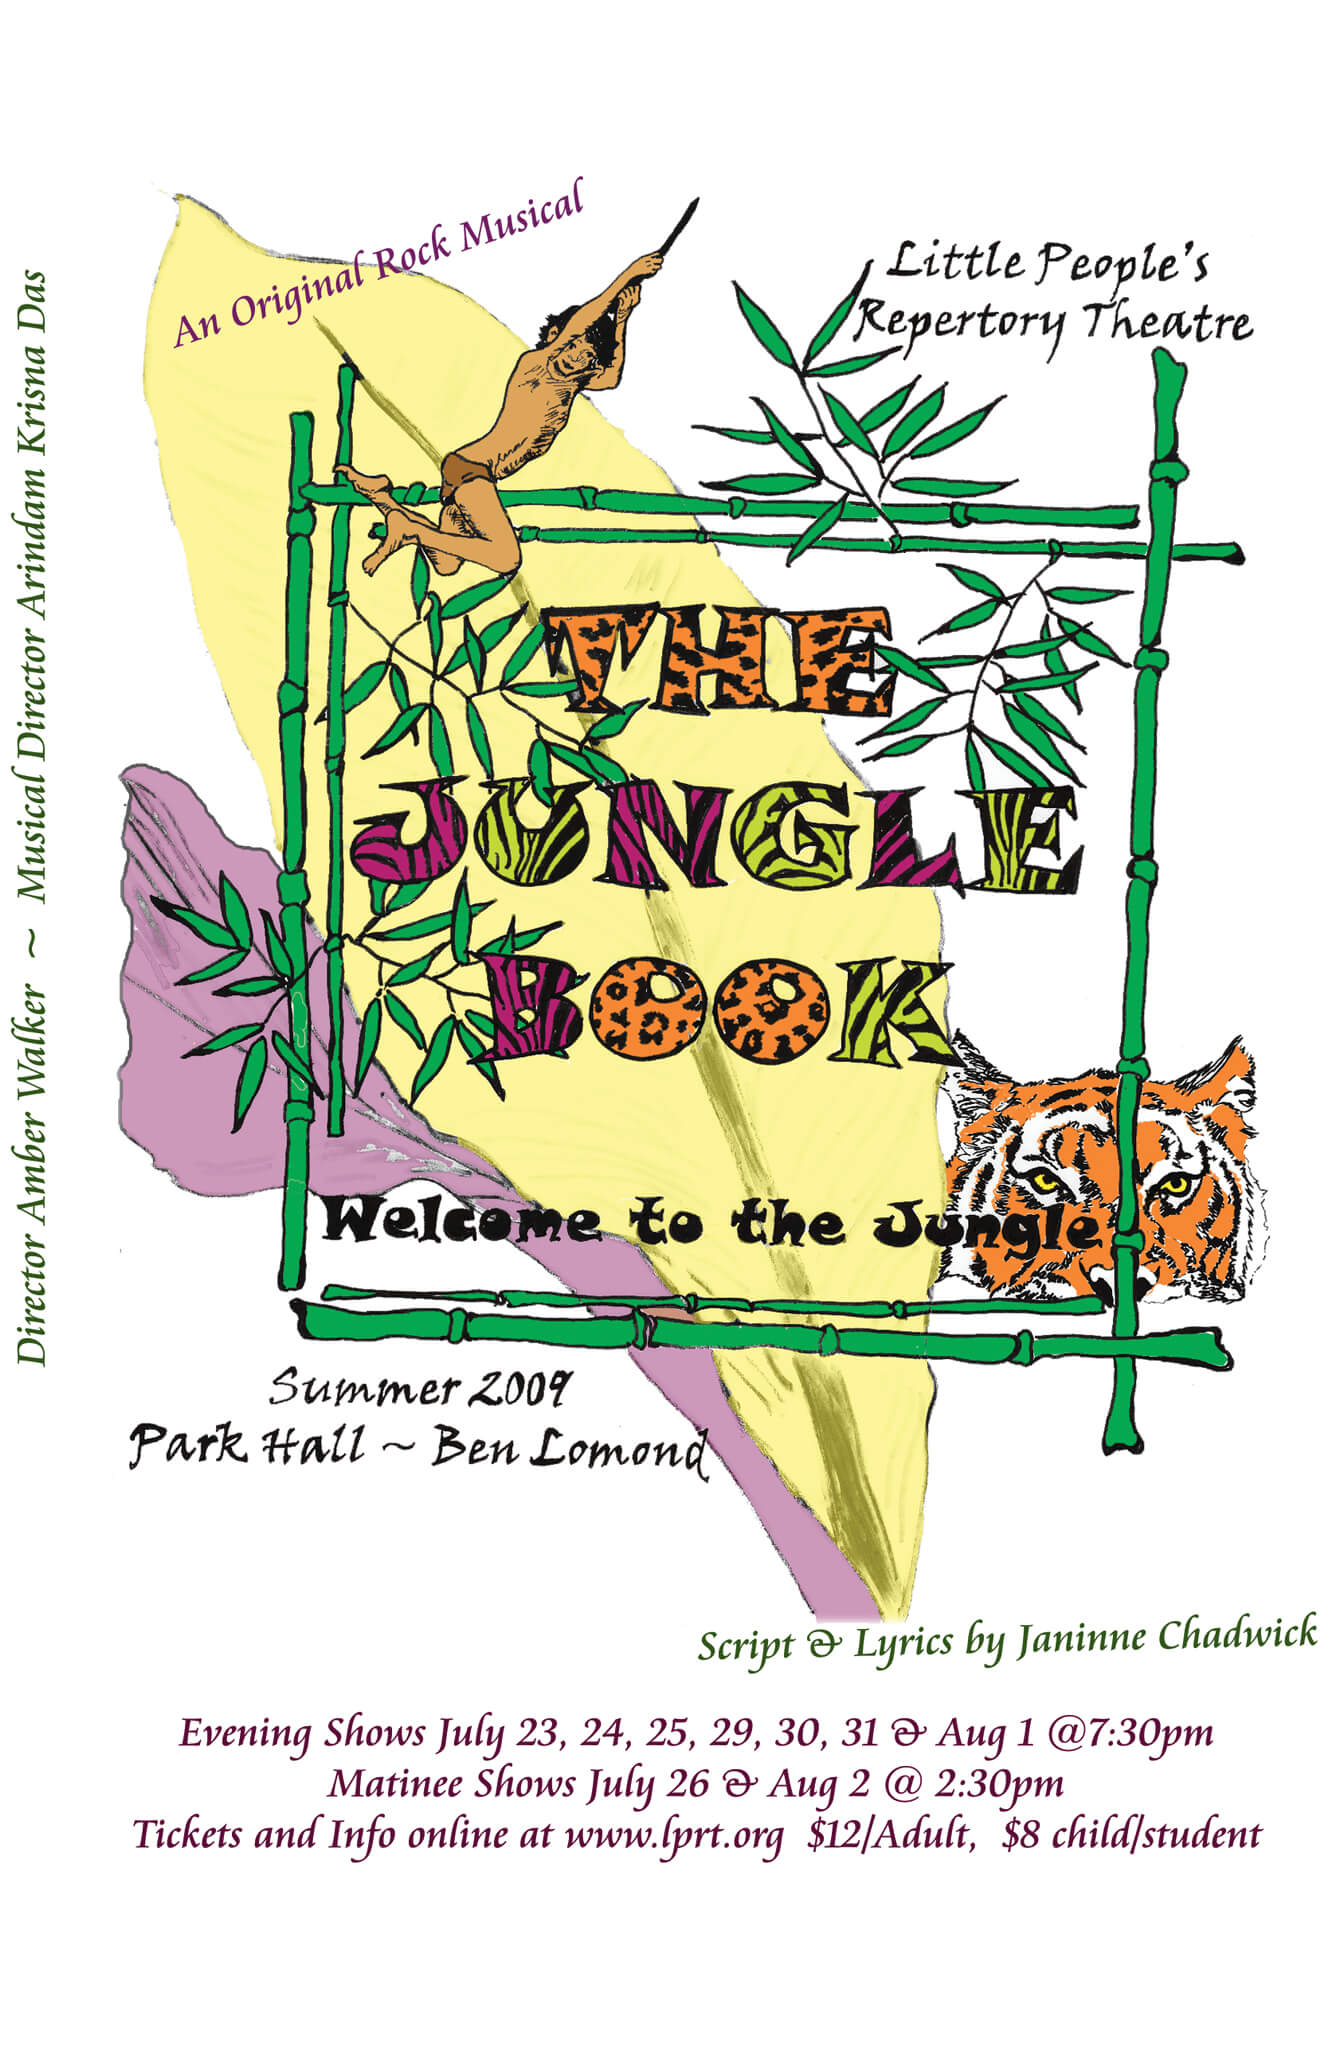 An Original Rock Musical
Little People's
Repertory Theatre
Director Amber Walker ~ Musical Director Arindam Krisna Das
THE
JUNGLE
BOOK
Welcome to the Jungle
Summer 2009
Park Hall ~ Ben Lomond
Script & Lyrics by Janinne Chadwick
Evening Shows July 23, 24, 25, 29, 30, 31 & Aug 1 @7:30pm
Matinee Shows July 26 & Aug 2 @ 2:30pm
Tickets and Info online at www.lprt.org $12/Adult, $8 child/student